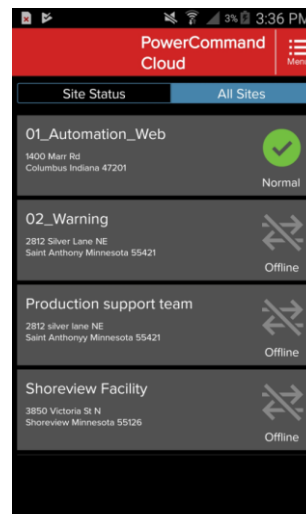 3% 3:36 PM
PowerCommand
Cloud
Menu
Site Status
All Sites
01_Automation_Web
1400 Marr Rd
Columbus Indiana 47201
Normal
02_Warning
2812 Silver Lane NE
Saint Anthony Minnesota 55421
Offline
Production support team
2812 silver lane NE
Saint Anthonyy Minnesota 55421
Offline
Shoreview Facility
3850 Victoria St N
Shoreview Minnesota 55126
Offline